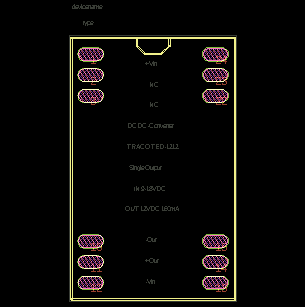 devicename
type
+Vin
NC
NC
DC DC -Converter
TRACO TED-1212
Single Output
IN 9-18VDC
OUT 12VDC 150mA
-Out
+Out
-Vin